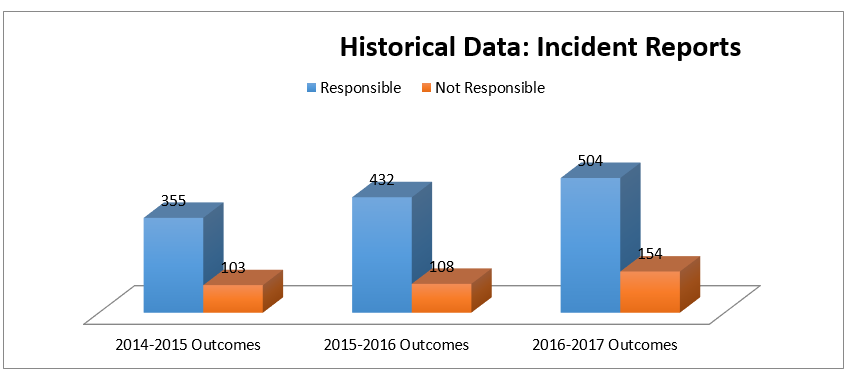 Historical Data: Incident Reports
Responsible Not Responsible
355 103 432 108 504 154
2014-2015 Outcomes 2015-2016 Outcomes 2016-2017 Outcomes